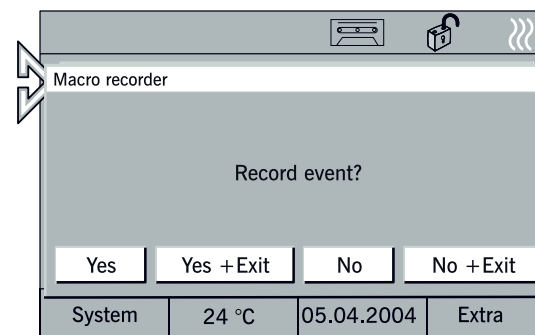 Macro recorder
Record event?
Yes Yes +Exit No No +Exit
System 24 °C 05.04.2004 Extra